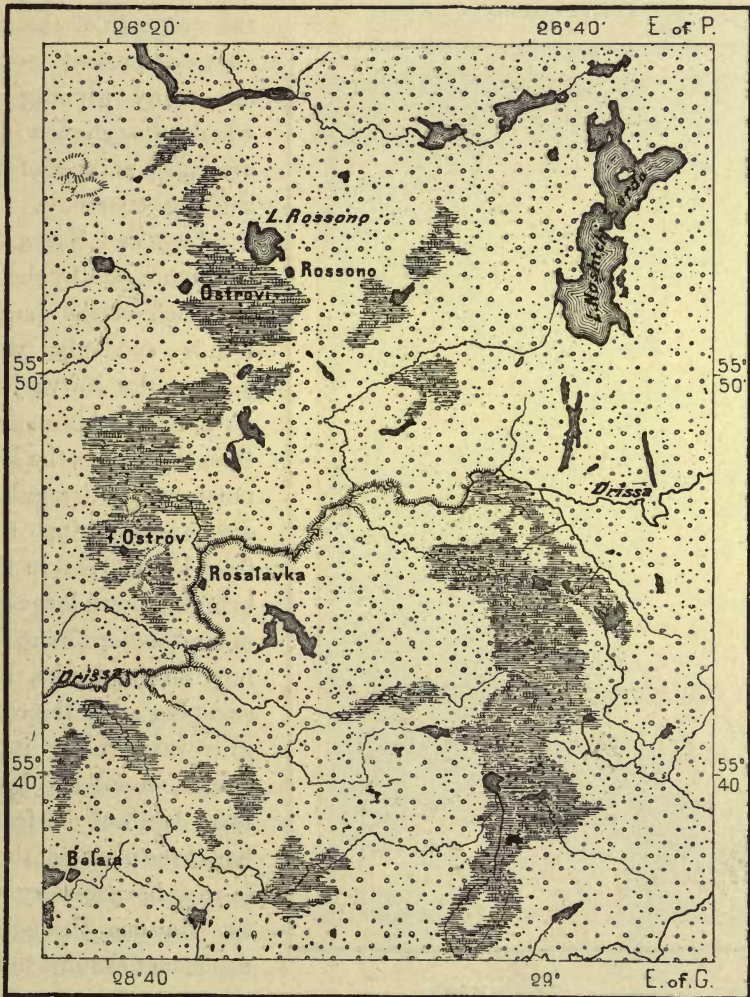 26°20′ 26°40′ E. of P.
L. Rossono
Rossono
Ostrovi
55° 50′ 55° 50′
Drissa
t. Ostrov
Rosalavka
Drissa
55° 40′ 55° 40′
Belaia
28°40 29° E. of G.